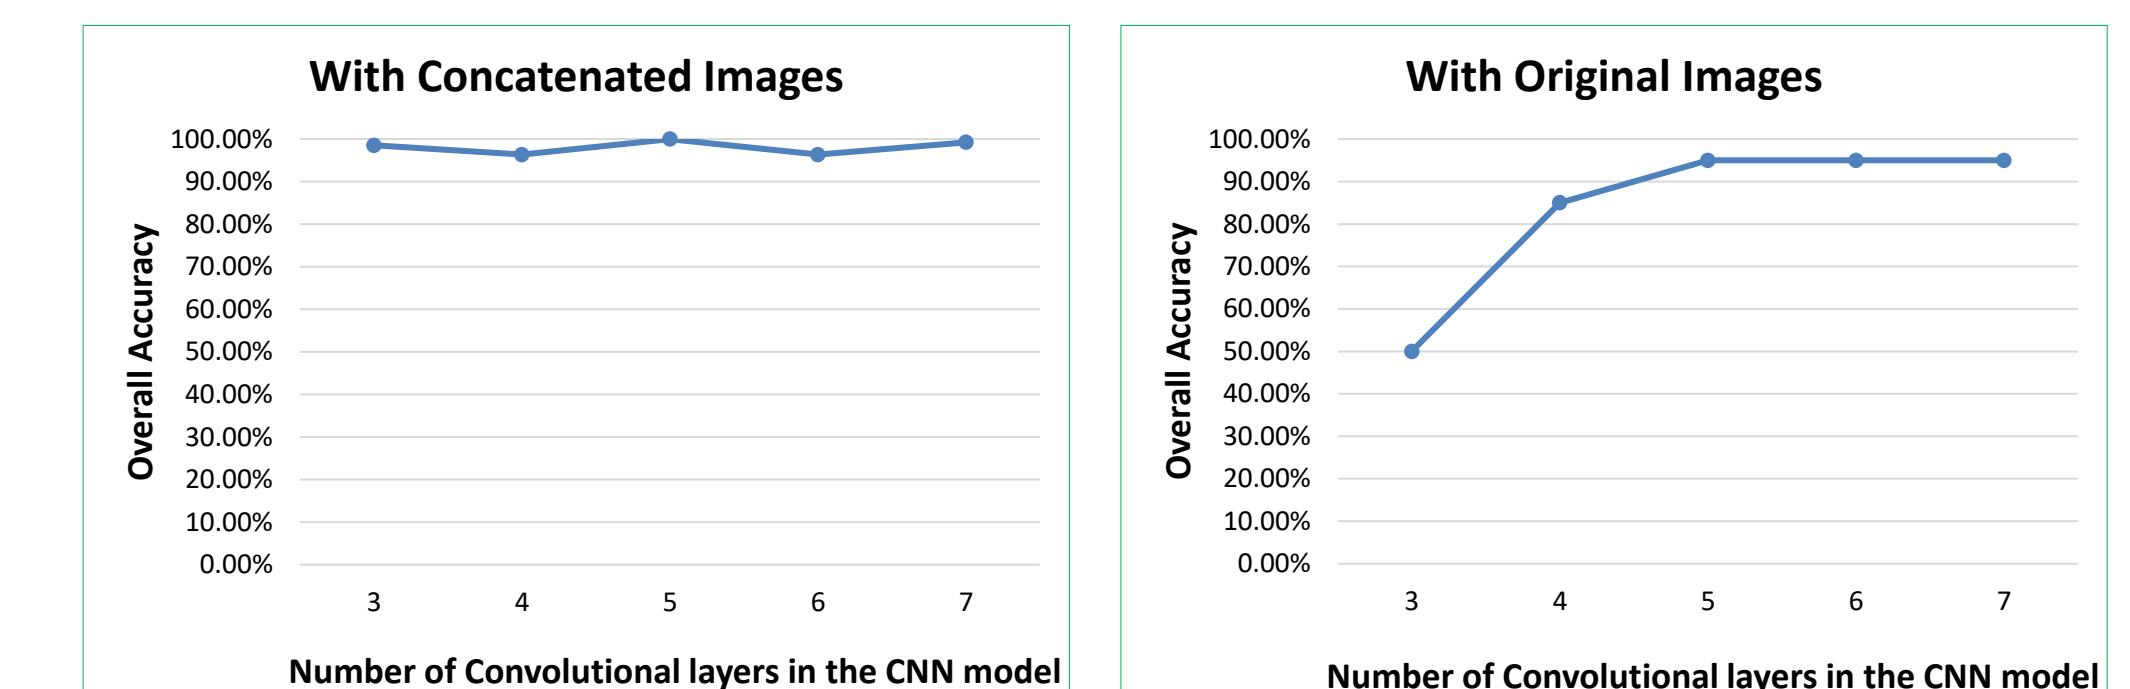 With Concatenated Images
100.00%
90.00%
80.00%
70.00%
60.00%
50.00%
40.00%
30.00%
20.00%
10.00%
0.00%
Overall Accuracy
3 4 5 6 7
Number of Convolutional layers in the CNN model
With Original Images
100.00%
90.00%
80.00%
70.00%
60.00%
50.00%
40.00%
30.00%
20.00%
10.00%
0.00%
Overall Accuracy
3 4 5 6 7
Number of Convolutional layers in the CNN model